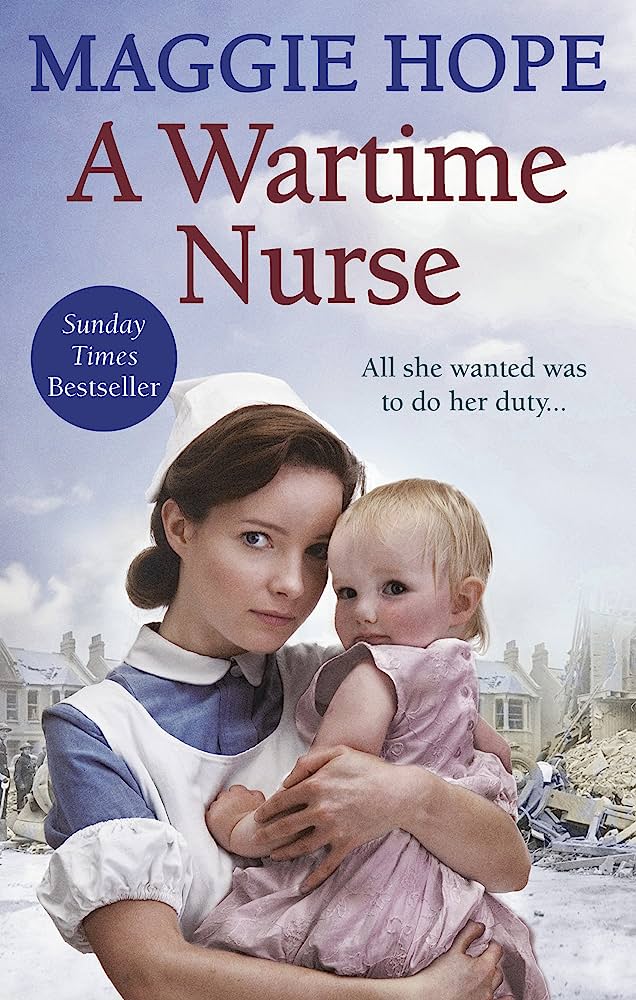 MAGGIE HOPE
A Wartime
Nurse
Sunday
Times
Bestseller
All she wanted was
to do her duty...